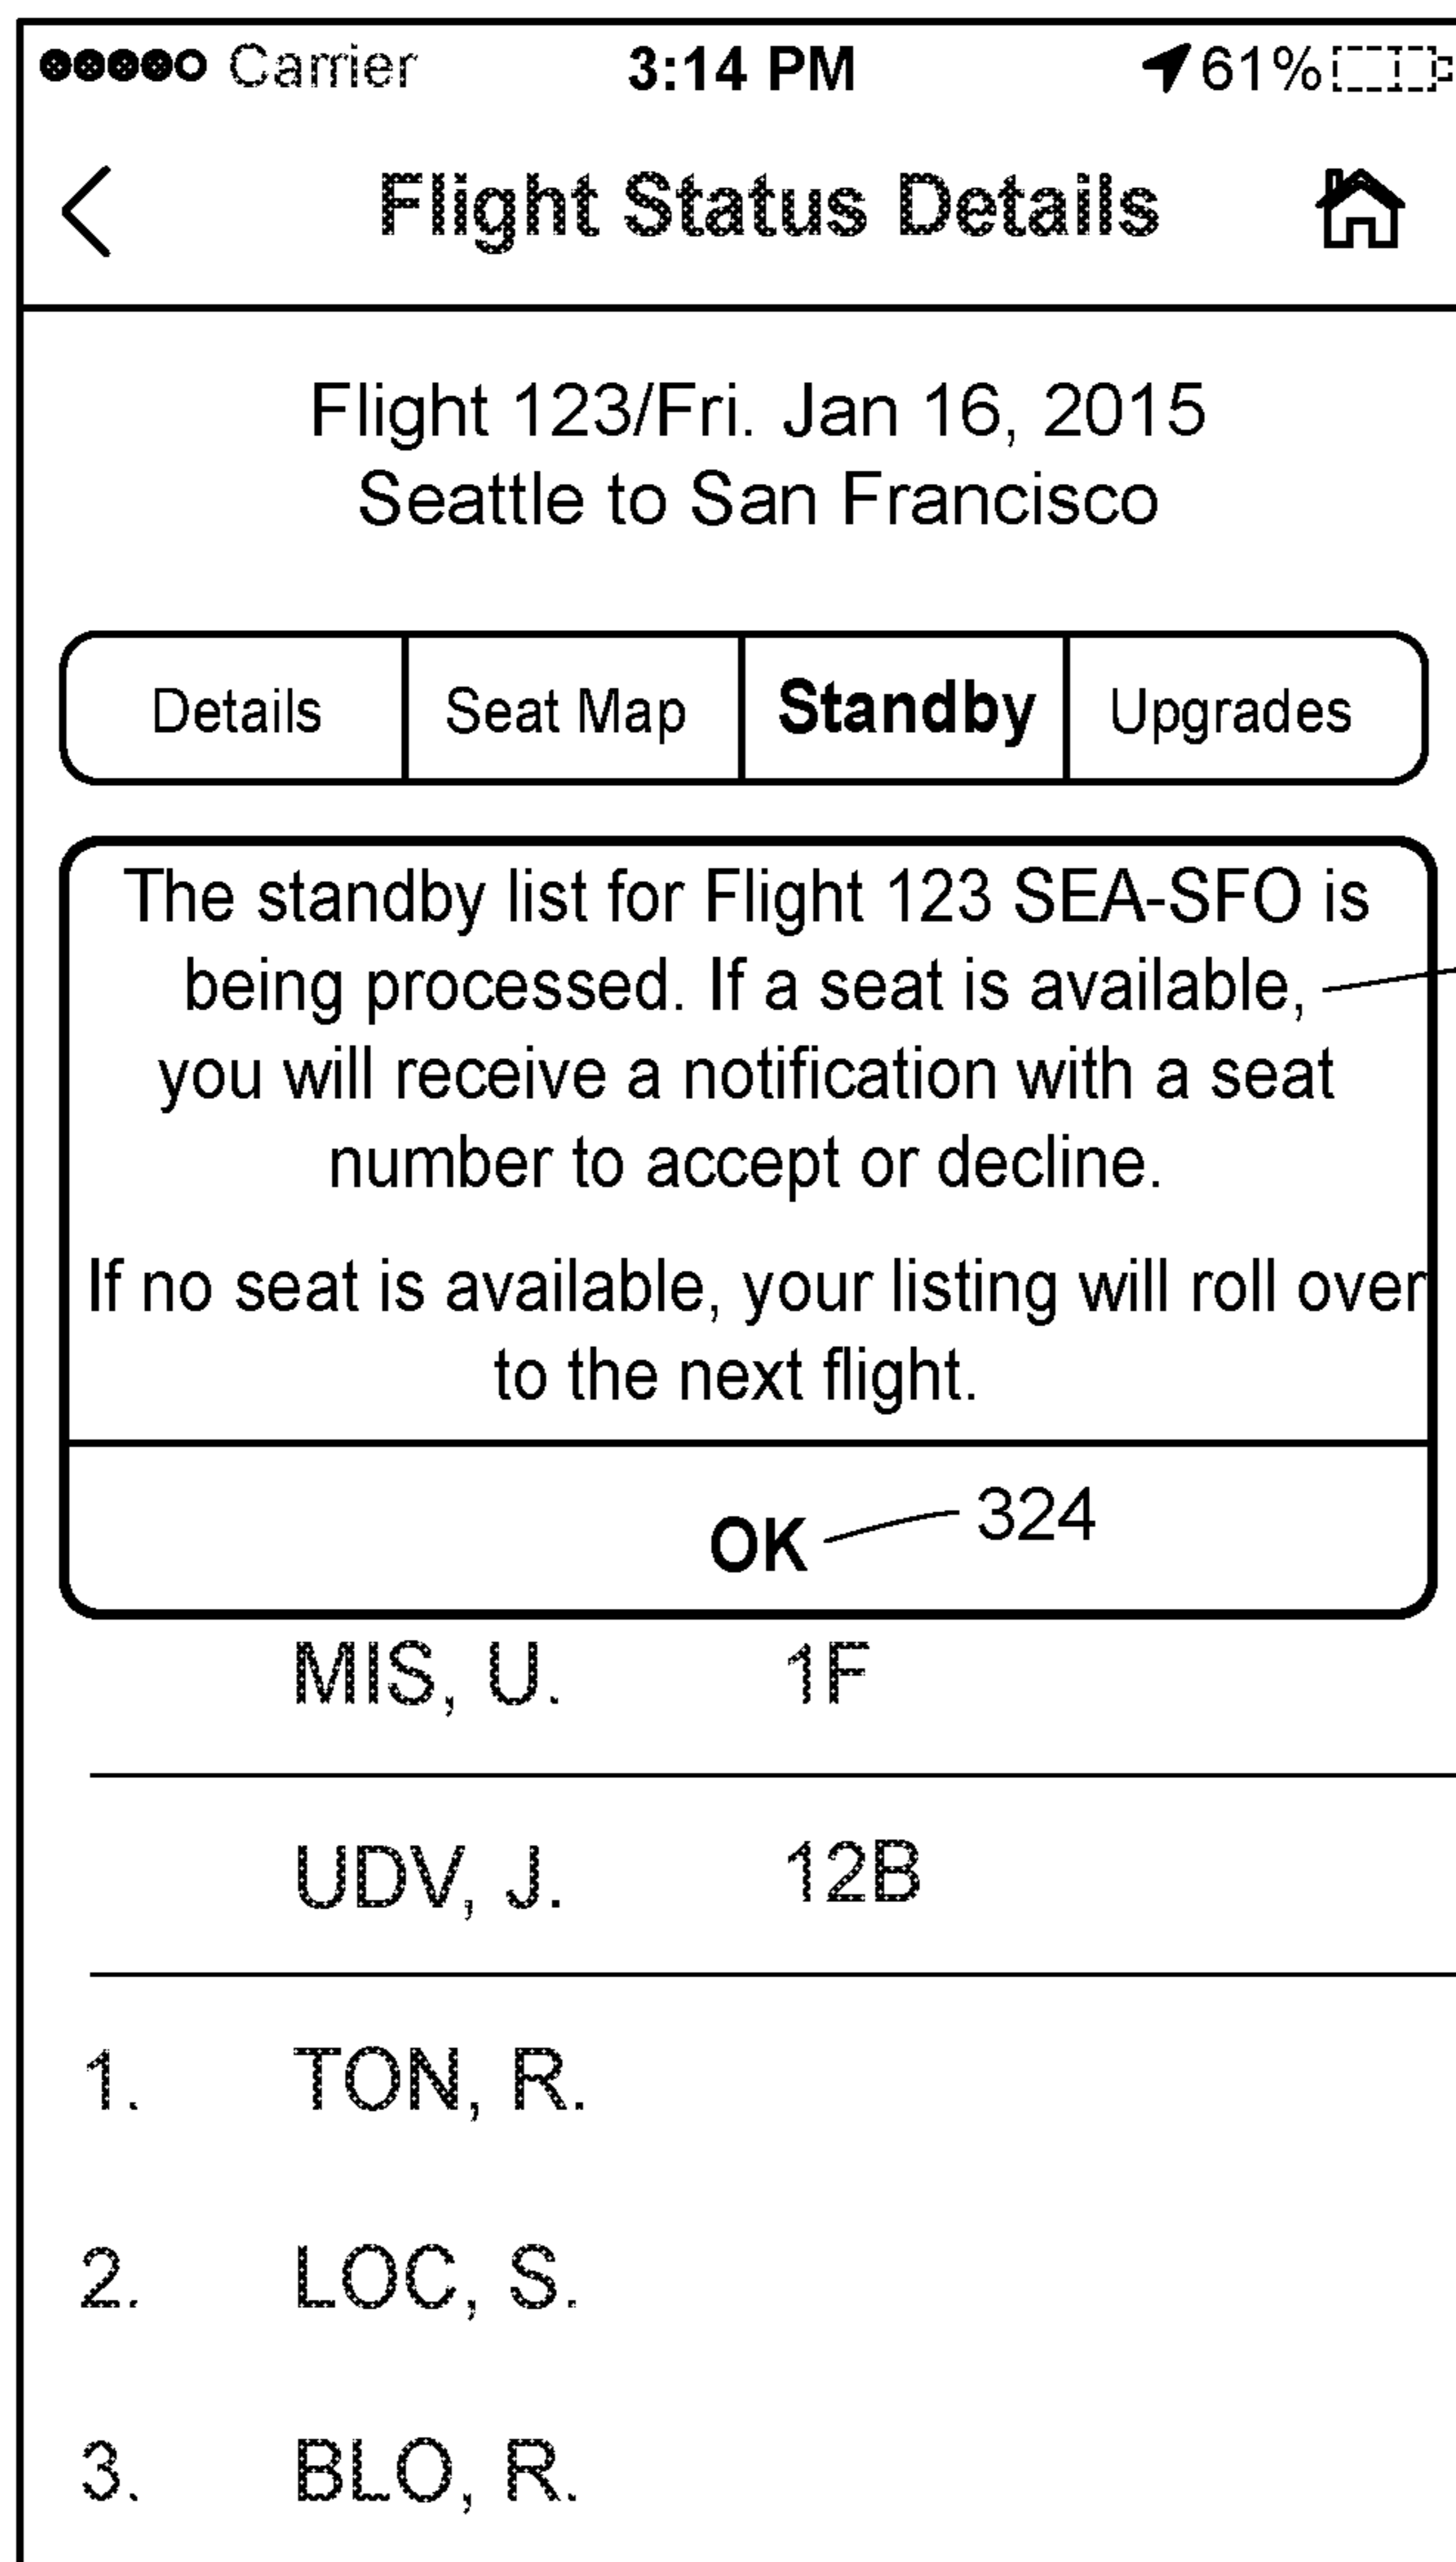 Carrier 3:14 PM 61%
Flight Status Details
Flight 123/Fri. Jan 16, 2015
Seattle to San Francisco
Details Seat Map Standby Upgrades
The standby list for Flight 123 SEA-SFO is
being processed. If a seat is available,
you will receive a notification with a seat
number to accept or decline.
If no seat is available, your listing will roll over
to the next flight.
OK 324
MIS, U. 1F
UDV, J. 12B
1. TON, R.
2. LOC, S.
3. BLO, R.